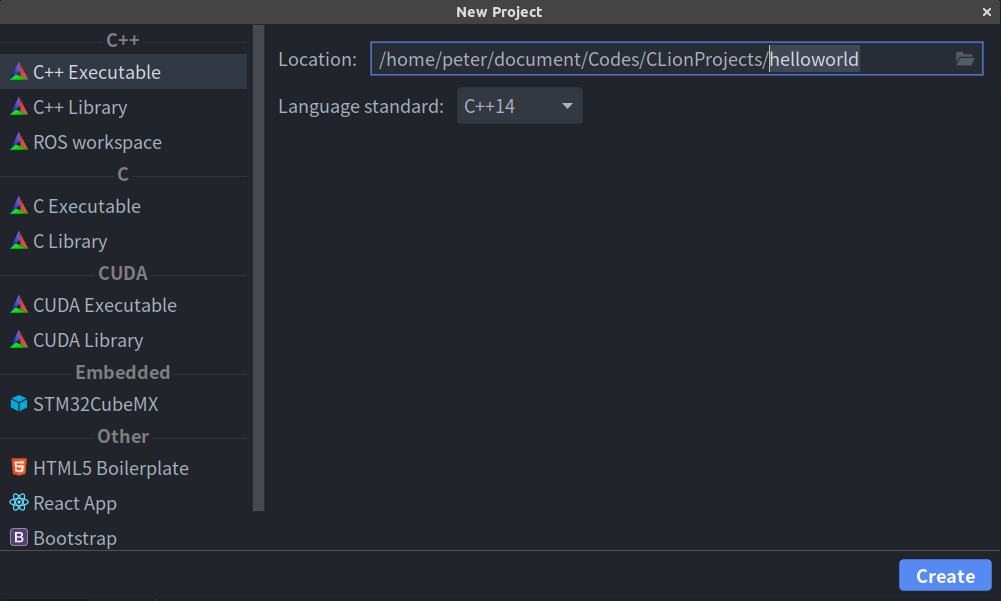 New Project
C++
C++ Executable
C++ Library
ROS workspace
C
C Executable
C Library
CUDA
CUDA Executable
CUDA Library
Embedded
STM32CubeMX
Other
HTML5 Boilerplate
React App
B Bootstrap
Location: /home/peter/document/Codes/CLionProjects/helloworld
Language standard: C++14
Create